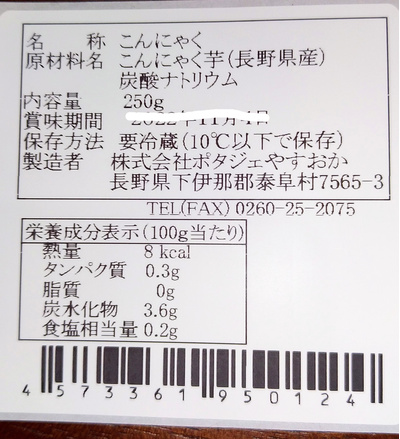 名　　称　こんにゃく
原材料名　こんにゃく芋(長野県産)
炭酸ナトリウム
内容量　250g
賞味期限
保存方法　要冷蔵(10℃以下で保存)
製造者　株式会社ポタジェやすおか
長野県下伊那郡泰阜村7565-3
TEL(FAX) 0260-25-2075
栄養成分表示(100g当たり)
熱量　8 kcal
タンパク質　0.3g
脂質　0g
炭水化物　3.6g
食塩相当量 0.2g
4573361950124